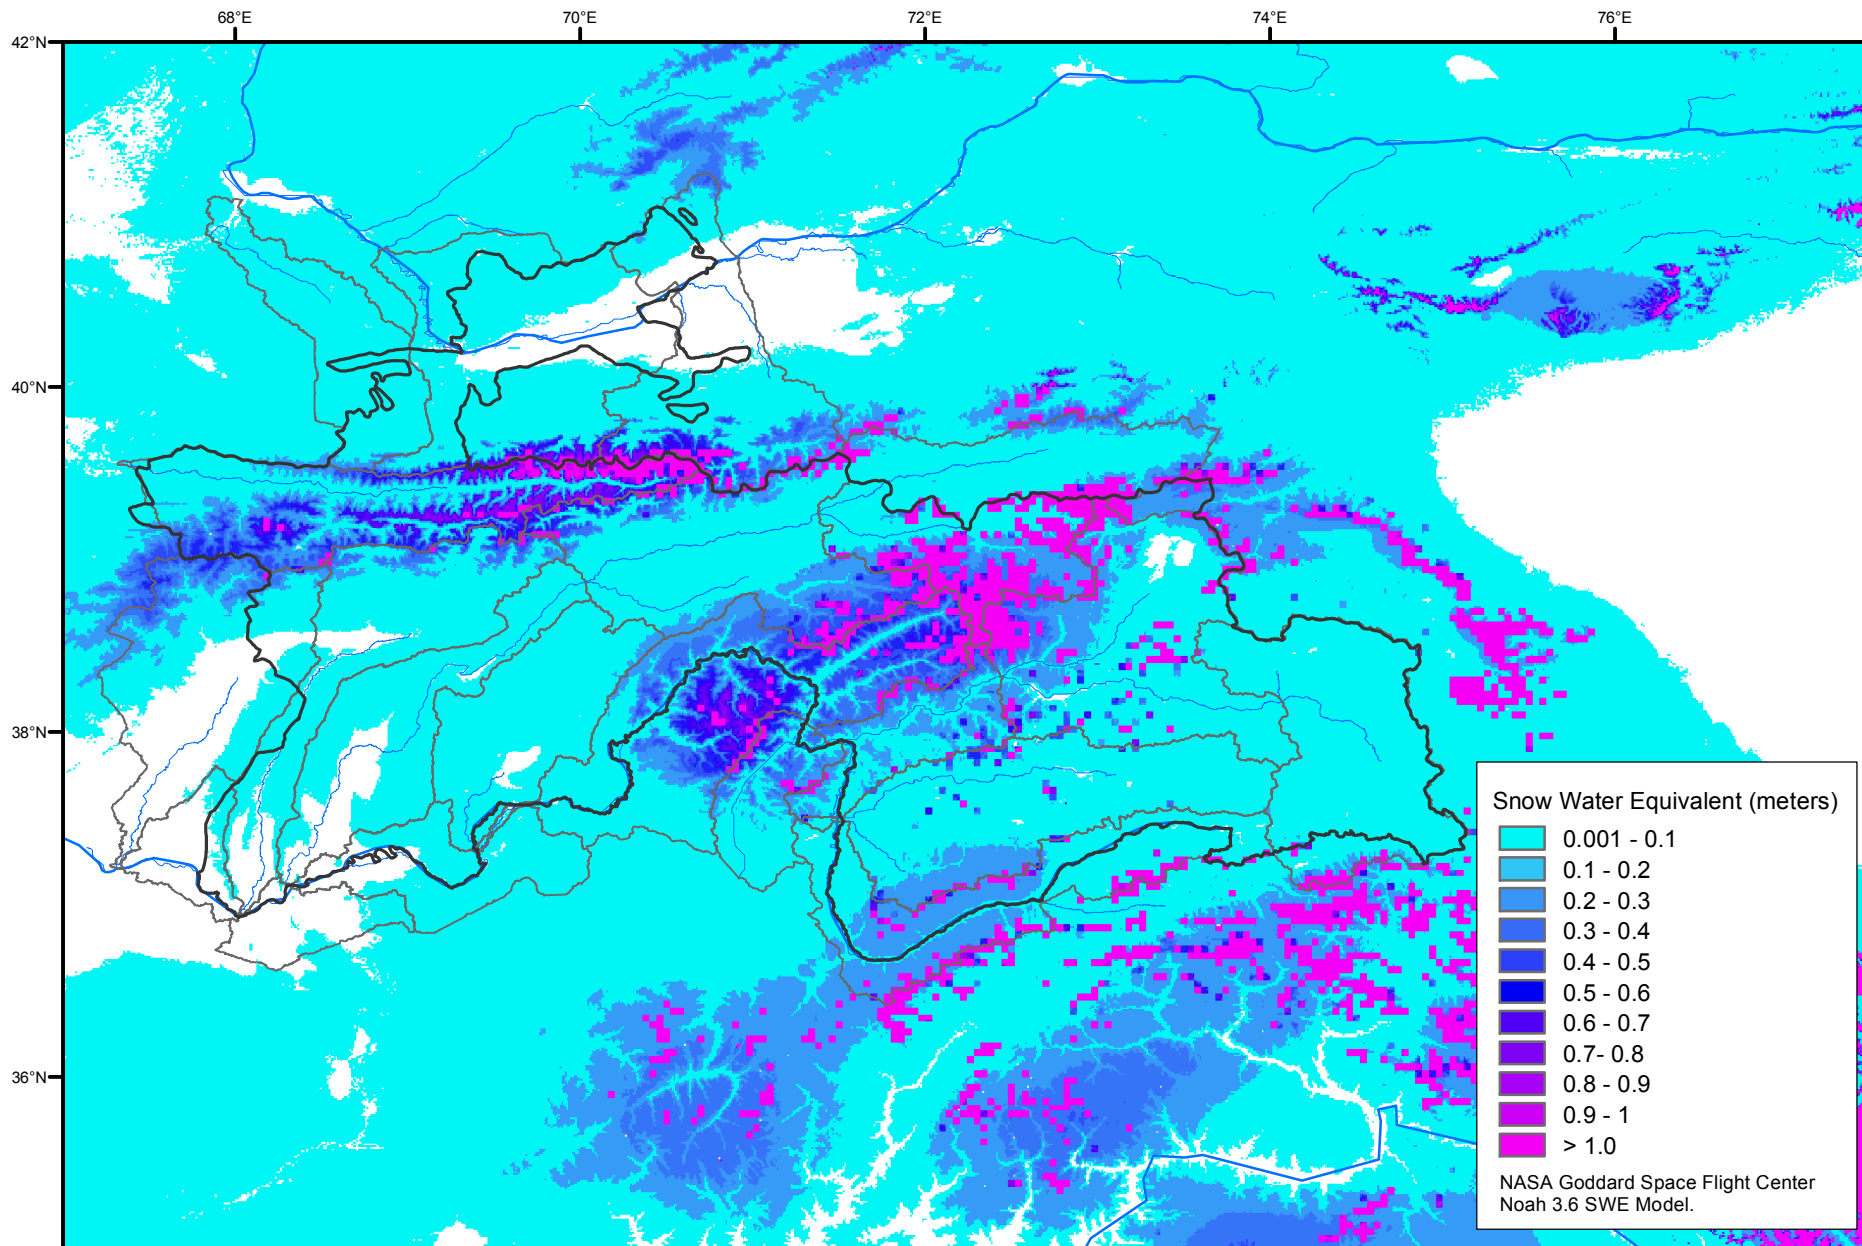 68°E 70°E 72°E 74°E 76°E
42°N
40°N
38°N
36°N
Snow Water Equivalent (meters)
0.001 - 0.1
0.1 - 0.2
0.2 - 0.3
0.3 - 0.4
0.4 - 0.5
0.5 - 0.6
0.6 - 0.7
0.7- 0.8
0.8 - 0.9
0.9 - 1
> 1.0
NASA Goddard Space Flight Center
Noah 3.6 SWE Model.